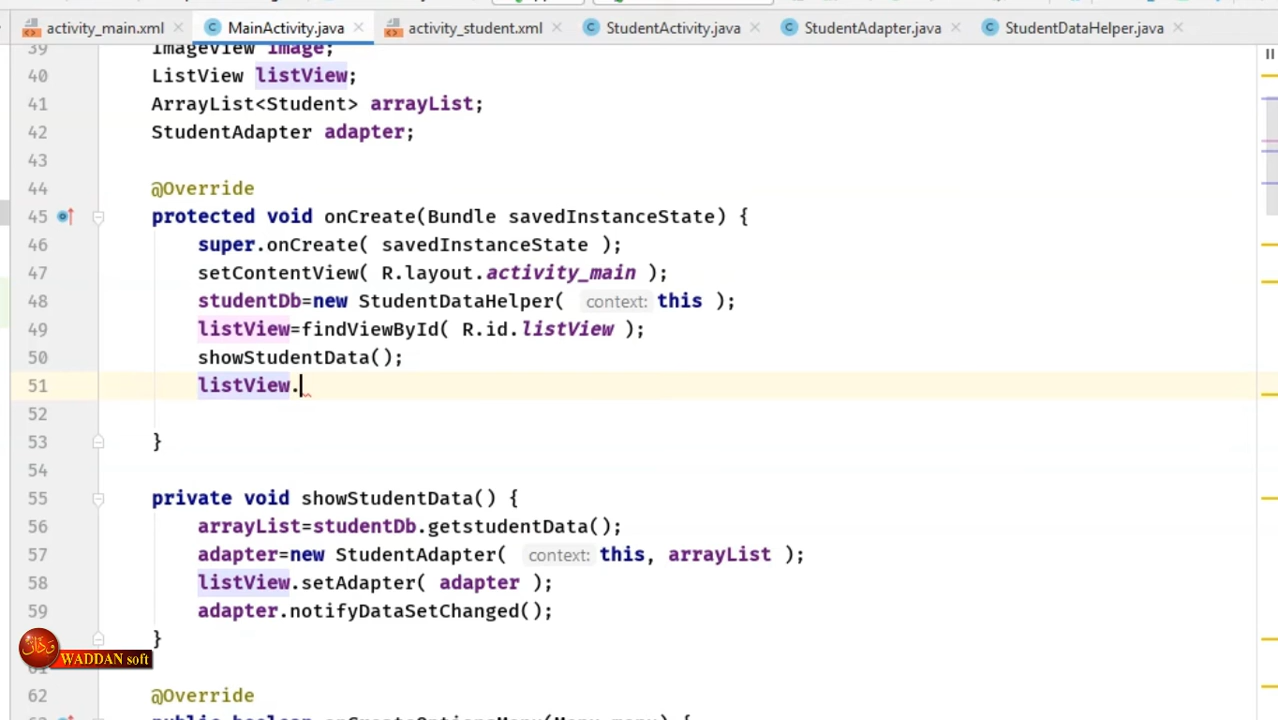 activity_main.xml MainActivity.java activity_student.xml StudentActivity.java StudentAdapter.java StudentDataHelper.java
39 ImageView image;
40 ListView listView;
41 ArrayList<Student> arrayList;
42 StudentAdapter adapter;
43
44 @Override
45 protected void onCreate(Bundle savedInstanceState) {
46 super.onCreate( savedInstanceState );
47 setContentView( R.layout.activity_main );
48 studentDb=new StudentDataHelper( context: this );
49 listView=findViewById( R.id.listView );
50 showStudentData();
51 listView.
52
53 }
54
55 private void showStudentData() {
56 arrayList=studentDb.getstudentData();
57 adapter=new StudentAdapter( context: this, arrayList );
58 listView.setAdapter( adapter );
59 adapter.notifyDataSetChanged();
}
WADDAN soft
62 @Override